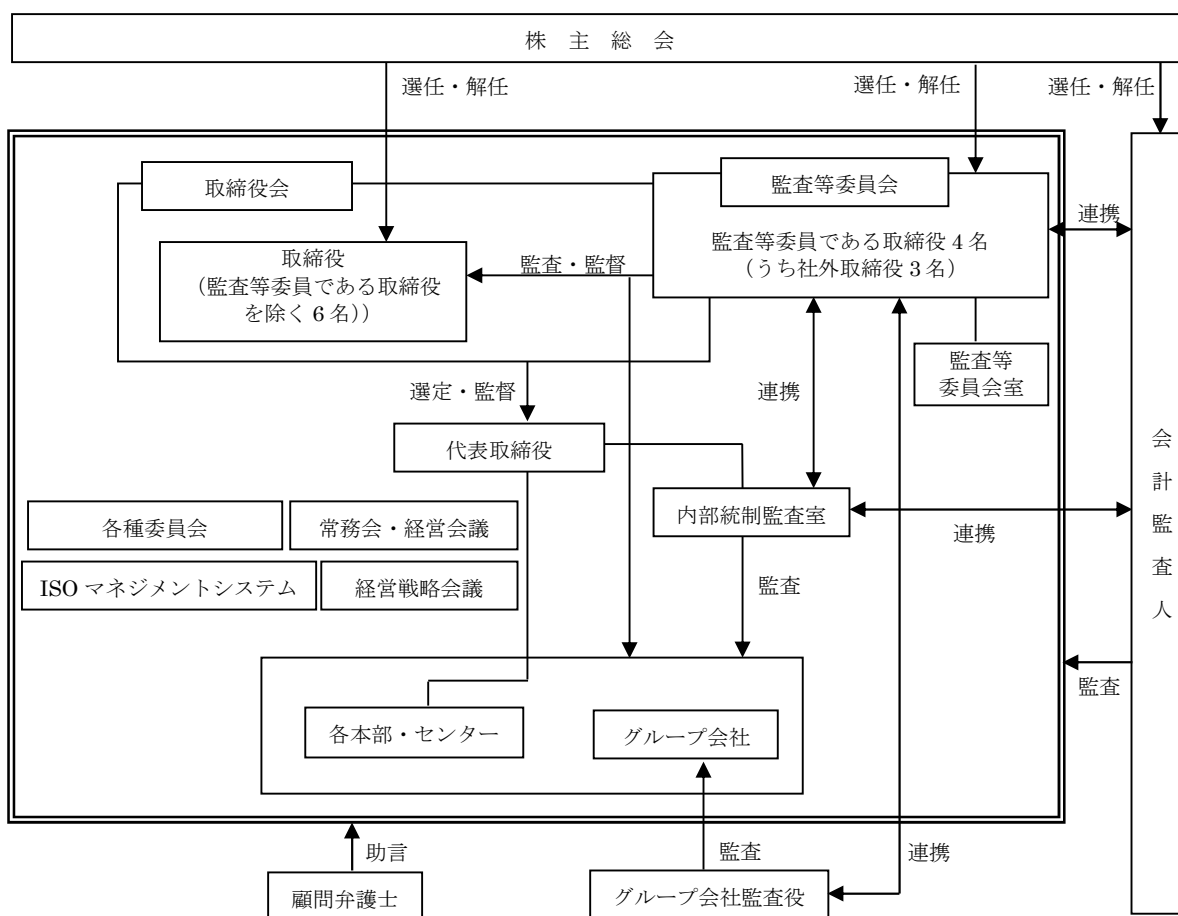 株 主 総 会
選任・解任
選任・解任
選任・解任
取締役会
監査等委員会
連携
監査等委員である取締役 4 名
（うち社外取締役 3 名）
取締役
（監査等委員である取締役
を除く 6 名））
監査・監督
監査等
委員会室
選定・監督
連携
代表取締役
会計監査人
各種委員会
常務会・経営会議
内部統制監査室
連携
ISO マネジメントシステム
経営戦略会議
監査
監査
各本部・センター
グループ会社
助言
監査
連携
顧問弁護士
グループ会社監査役